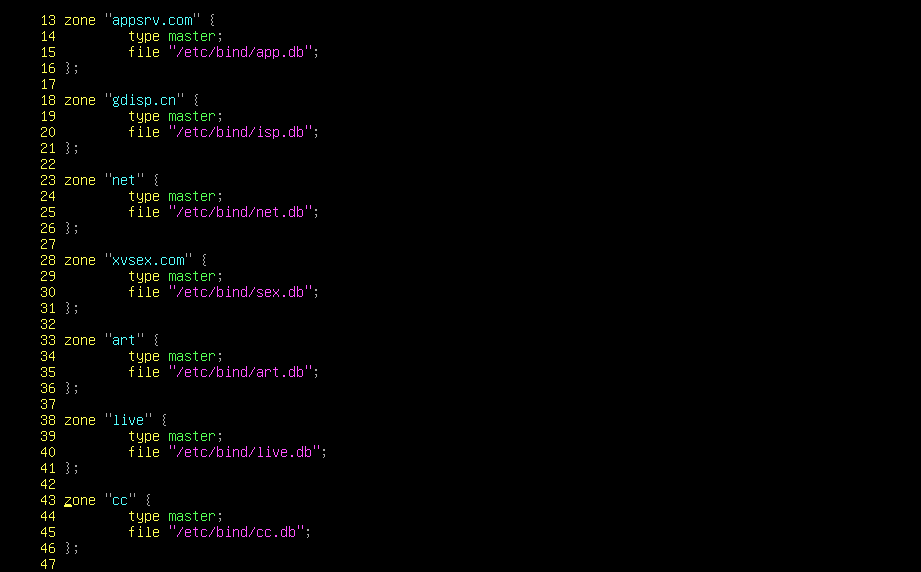 13 zone "appsrv.com" {
14         type master;
15         file "/etc/bind/app.db";
16 };
17
18 zone "gdisp.cn" {
19         type master;
20         file "/etc/bind/isp.db";
21 };
22
23 zone "net" {
24         type master;
25         file "/etc/bind/net.db";
26 };
27
28 zone "xvsex.com" {
29         type master;
30         file "/etc/bind/sex.db";
31 };
32
33 zone "art" {
34         type master;
35         file "/etc/bind/art.db";
36 };
37
38 zone "live" {
39         type master;
40         file "/etc/bind/live.db";
41 };
42
43 zone "cc" {
44         type master;
45         file "/etc/bind/cc.db";
46 };
47